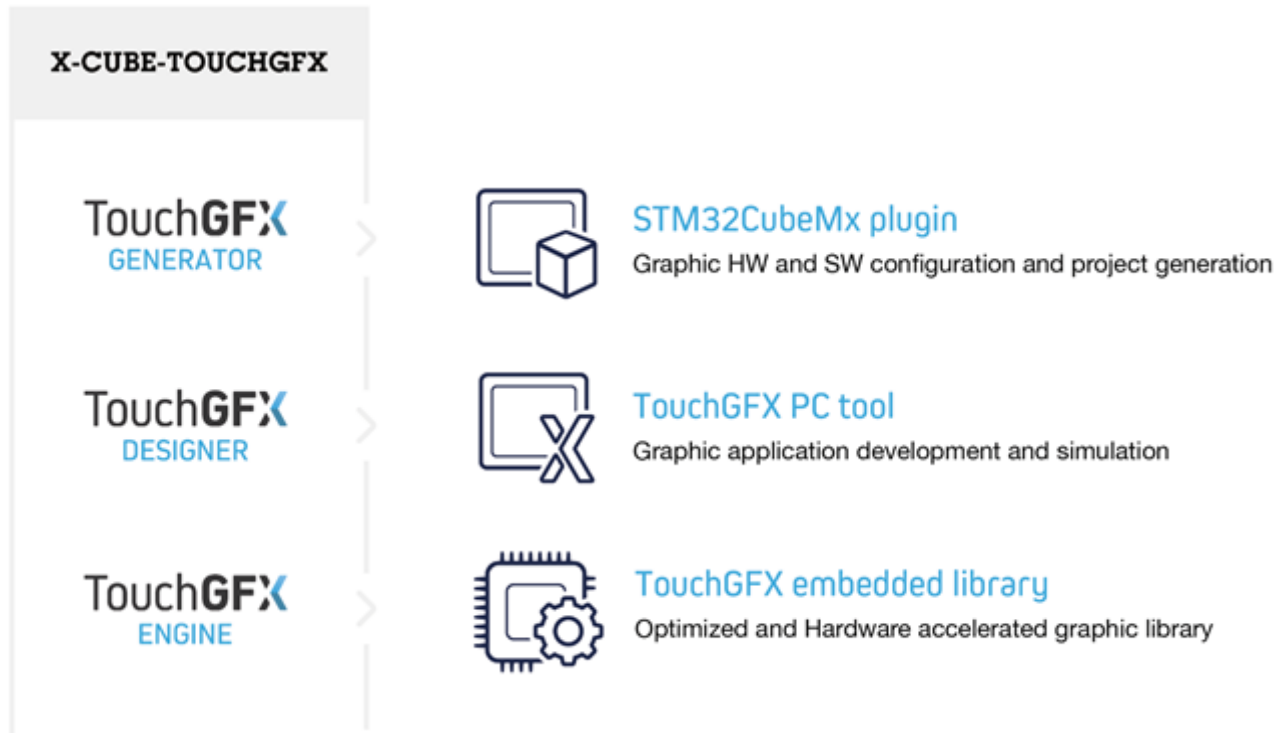 X-CUBE-TOUCHGFX
TouchGFX
GENERATOR
STM32CubeMx plugin
Graphic HW and SW configuration and project generation
TouchGFX
DESIGNER
TouchGFX PC tool
Graphic application development and simulation
TouchGFX
ENGINE
TouchGFX embedded library
Optimized and Hardware accelerated graphic library